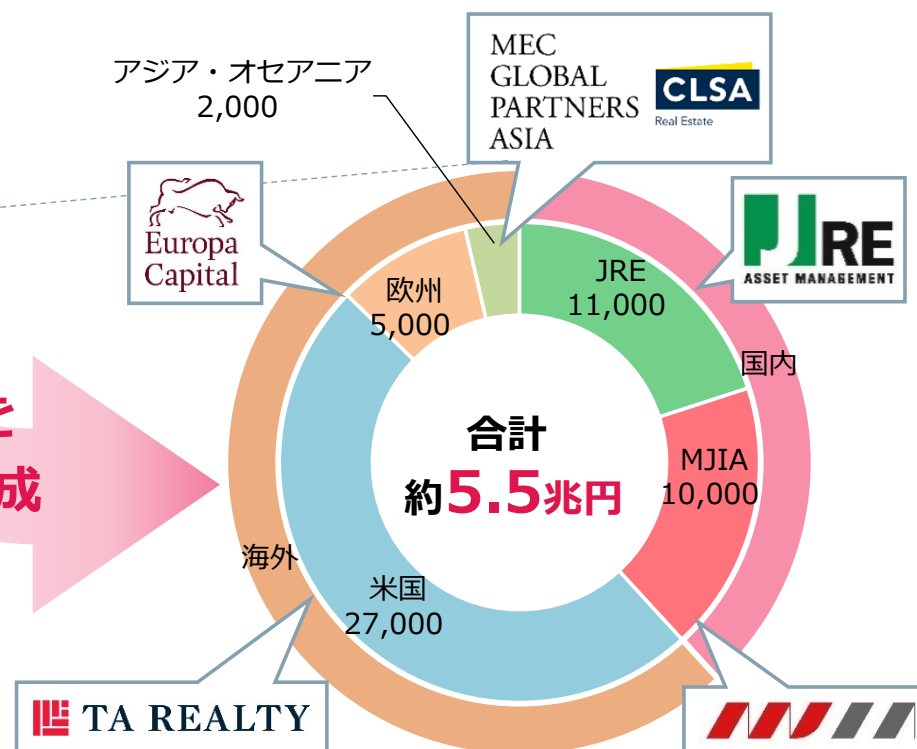 アジア・オセアニア
2,000
MEC
GLOBAL
PARTNERS
ASIA
CLSA
Real Estate
Europa
Capital
JRE
ASSET MANAGEMENT
欧州
5,000
JRE
11,000
国内
合計
約5.5兆円
MJIA
10,000
と
成
海外
米国
27,000
TA REALTY